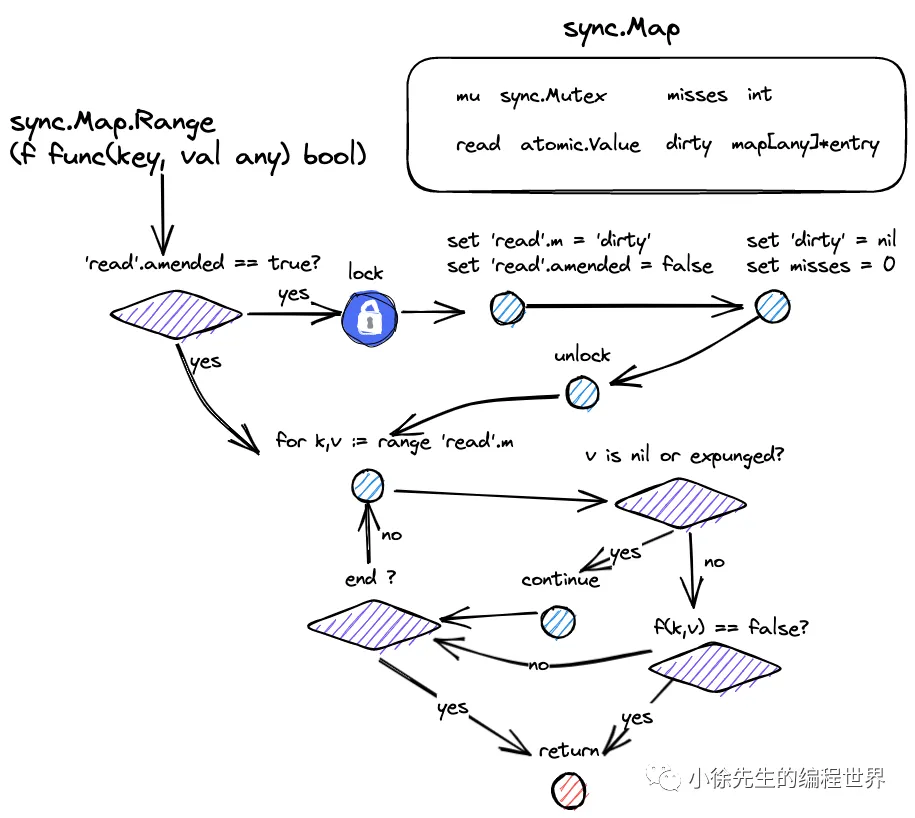 sync.Map
mu sync.Mutex misses int
read atomic.Value dirty map[any]*entry
sync.Map.Range
(f func(key, val any) bool)
'read'.amended == true?
yes
lock
set 'read'.m = 'dirty'
set 'read'.amended = false
set 'dirty' = nil
set misses = 0
yes
unlock
for k,v := range 'read'.m
v is nil or expunged?
no
yes
no
continue
end ?
f(k,v) == false?
no
yes
yes
return
小徐先生的编程世界